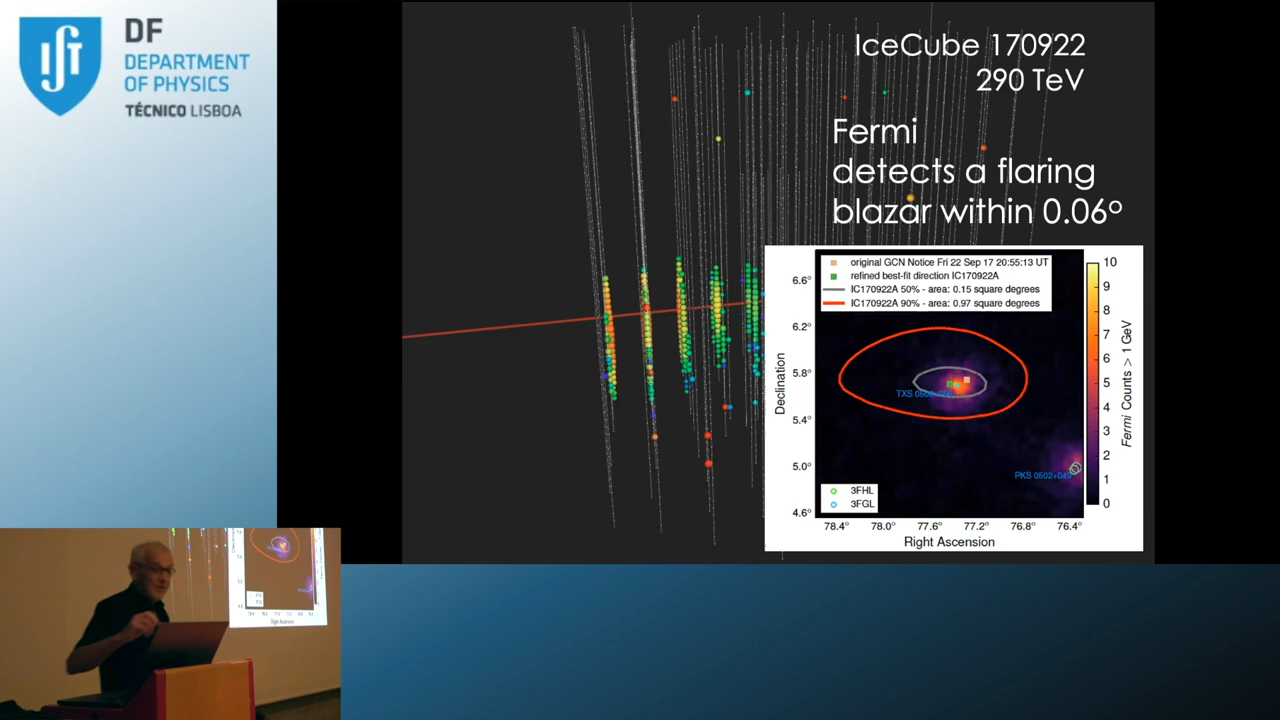 DF
DEPARTMENT
OF PHYSICS
TÉCNICO LISBOA
IceCube 170922
290 TeV
Fermi
detects a flaring
blazar within 0.06º
original GCN Notice Fri 22 Sep 17 20:55:13 UT
refined best-fit direction IC170922A
IC170922A 50% - area: 0.15 square degrees
IC170922A 90% - area: 0.97 square degrees
6.6°
6.2°
5.8°
5.4°
5.0°
4.6°
Declination
PKS 0502+049
3FHL
3FGL
78.4° 78.0° 77.6° 77.2° 76.8° 76.4°
Right Ascension
10
9
8
7
6
5
4
3
2
1
0
Fermi Counts > 1 GeV
Right Ascension